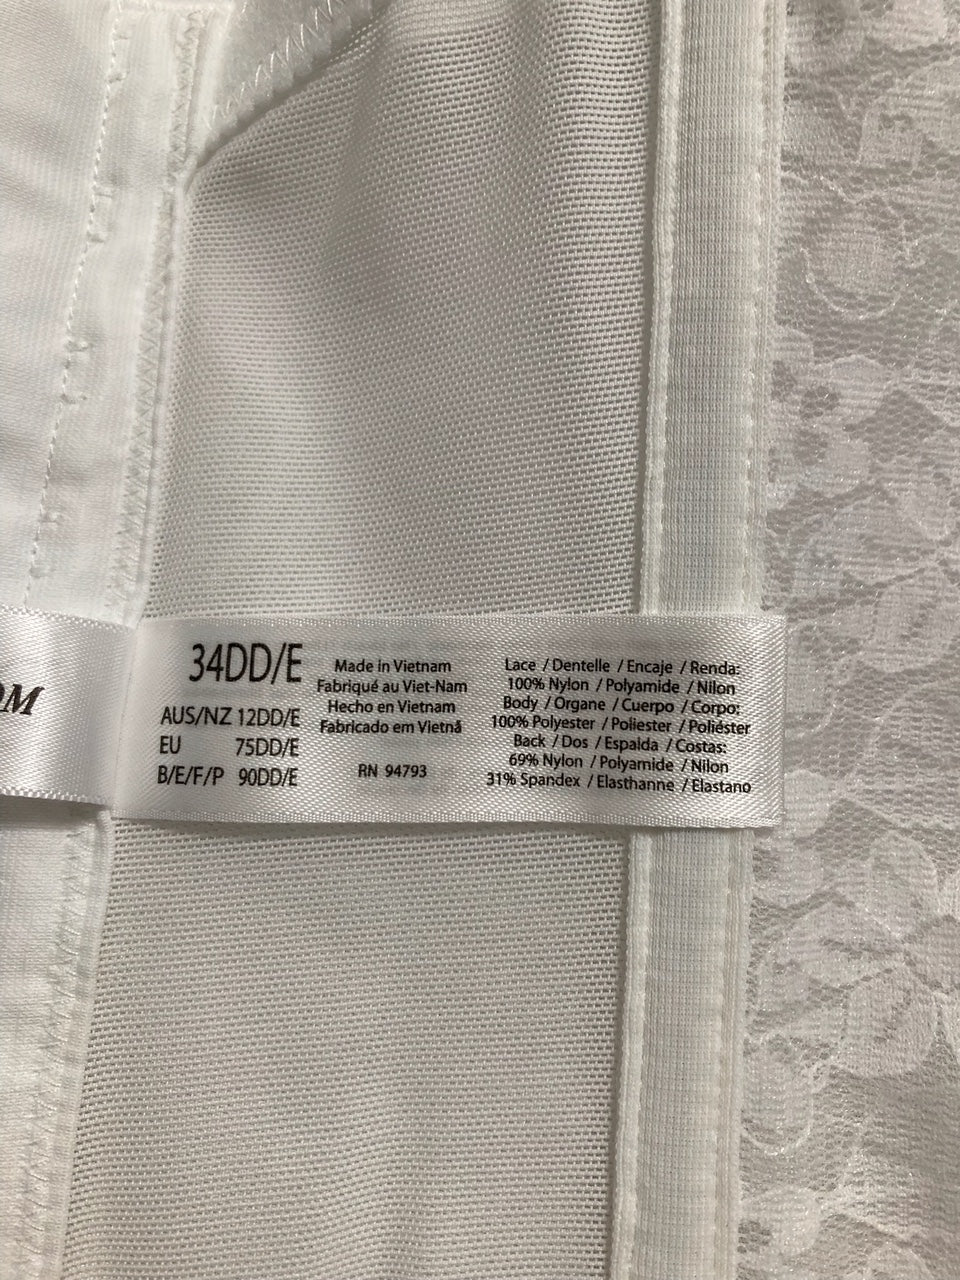 OM
34DD/E
AUS/NZ 12DD/E
EU 75DD/E
B/E/F/P 90DD/E
Made in Vietnam
Fabriqué au Viet-Nam
Hecho en Vietnam
Fabricado em Vietnã
RN 94793
Lace / Dentelle / Encaje / Renda:
100% Nylon / Polyamide / Nilon
Body / Organe / Cuerpo / Corpo:
100% Polyester / Poliester / Poliéster
Back / Dos / Espalda / Costas:
69% Nylon / Polyamide / Nilon
31% Spandex / Elasthanne / Elastano